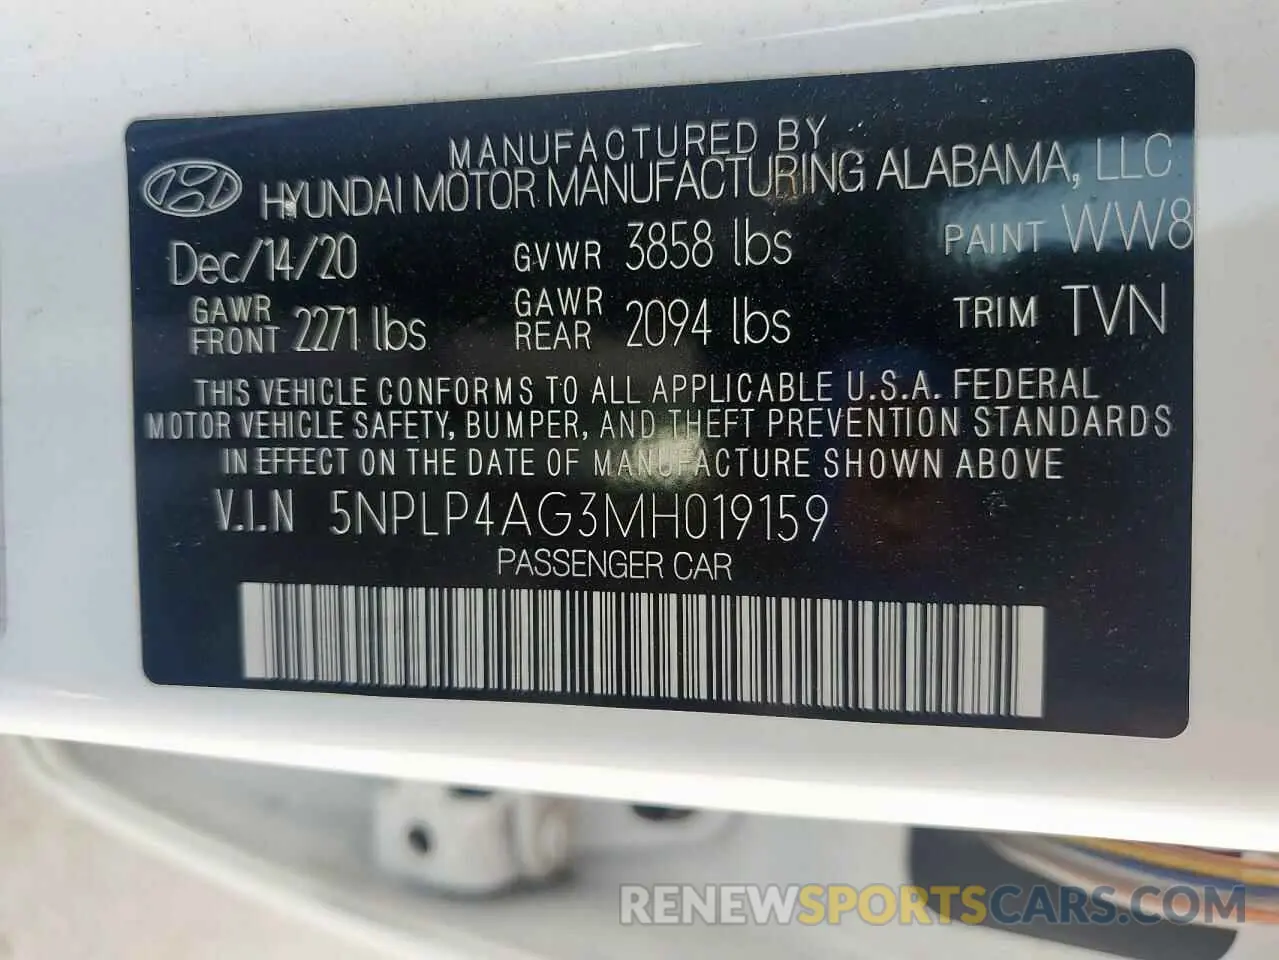 MANUFACTURED BY
HYUNDAI MOTOR MANUFACTURING ALABAMA, LLC
Dec/14/20 GVWR 3858 lbs PAINT WW8
GAWR FRONT 2271 lbs GAWR REAR 2094 lbs TRIM TVN
THIS VEHICLE CONFORMS TO ALL APPLICABLE U.S.A. FEDERAL
MOTOR VEHICLE SAFETY, BUMPER, AND THEFT PREVENTION STANDARDS
IN EFFECT ON THE DATE OF MANUFACTURE SHOWN ABOVE
V.I.N 5NPLP4AG3MH019159
PASSENGER CAR
RENEWSPORTSCARS.COM